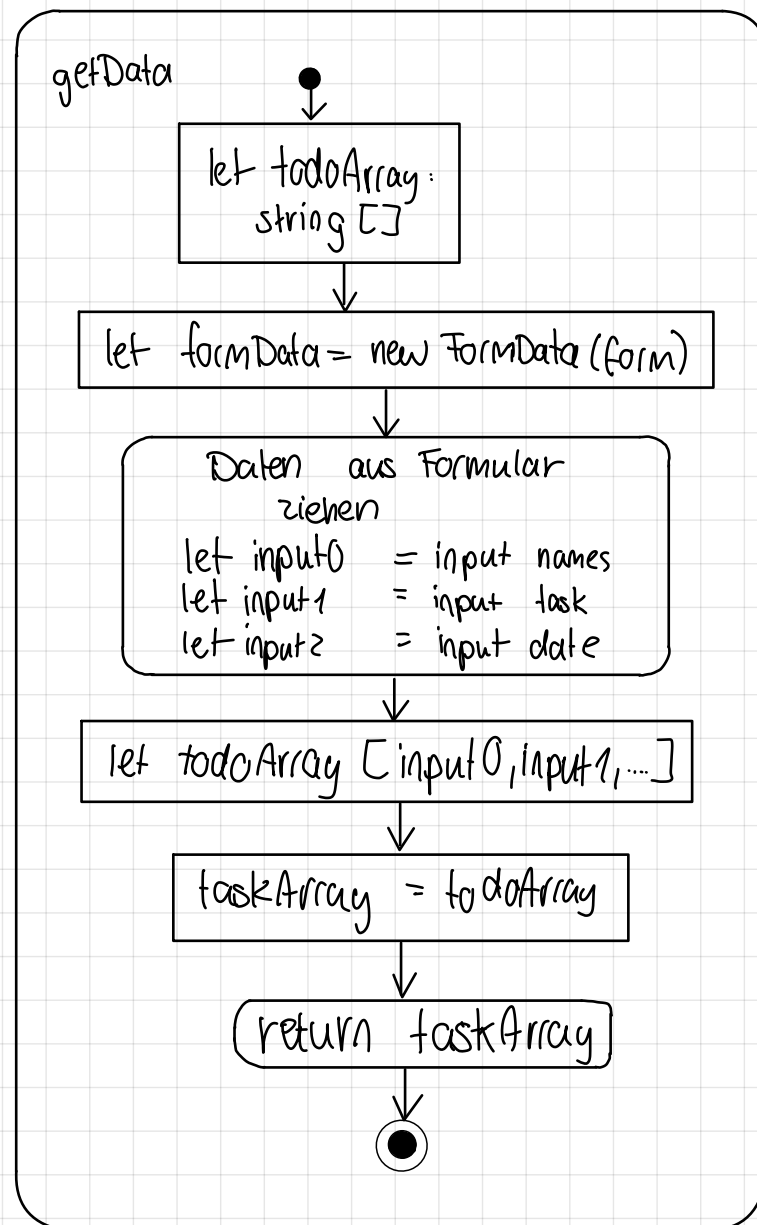 getData
let todoArray:
string []
let formData = new FormData(form)
Daten aus Formular
ziehen
let input0 = input names
let input1 = input task
let input2 = input date
let todoArray [input0, input1, ....]
taskArray = todoArray
return taskArray